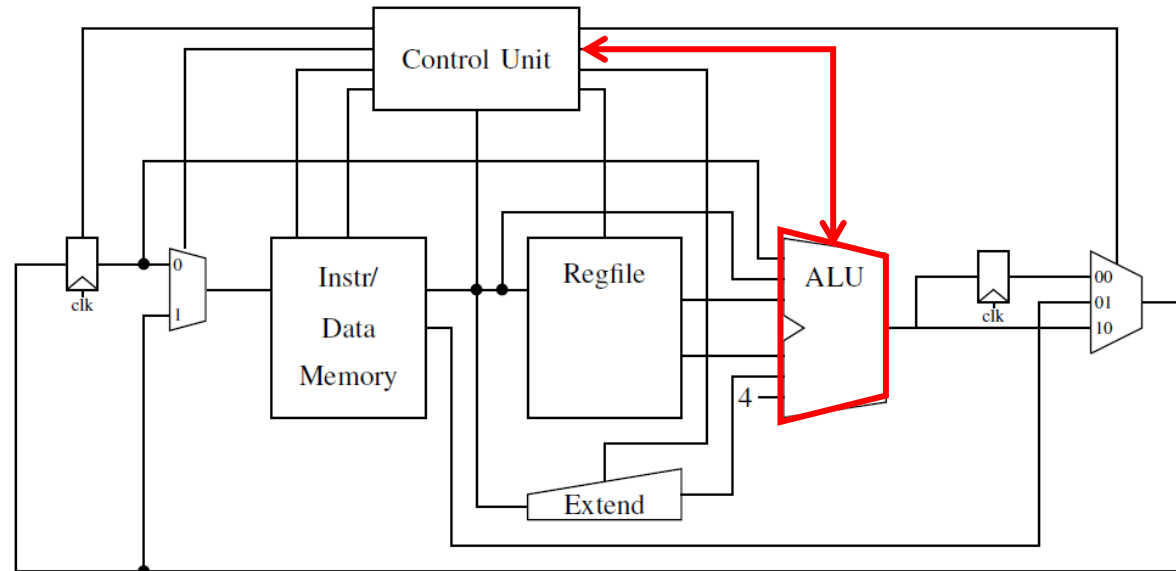 Control Unit
0
1
clk
Instr/
Data
Memory
Regfile
ALU
4
Extend
clk
00
01
10